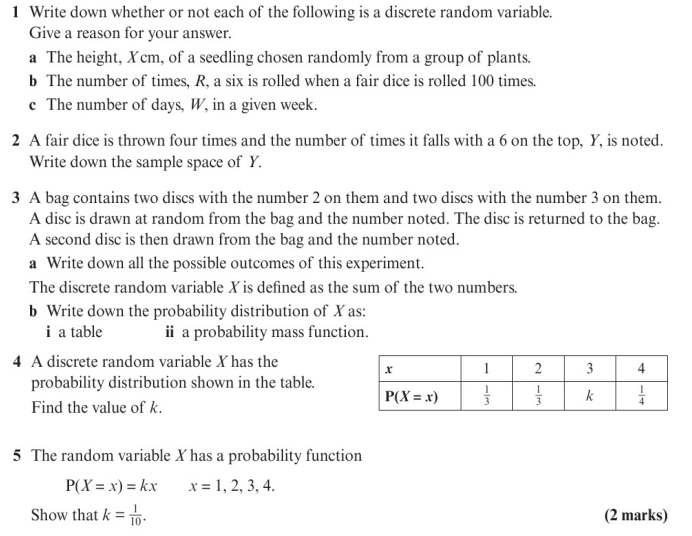 1 Write down whether or not each of the following is a discrete random variable.
Give a reason for your answer.
a The height, X cm, of a seedling chosen randomly from a group of plants.
b The number of times, R, a six is rolled when a fair dice is rolled 100 times.
c The number of days, W, in a given week.
2 A fair dice is thrown four times and the number of times it falls with a 6 on the top, Y, is noted.
Write down the sample space of Y.
3 A bag contains two discs with the number 2 on them and two discs with the number 3 on them.
A disc is drawn at random from the bag and the number noted. The disc is returned to the bag.
A second disc is then drawn from the bag and the number noted.
a Write down all the possible outcomes of this experiment.
The discrete random variable X is defined as the sum of the two numbers.
b Write down the probability distribution of X as:
i a table ii a probability mass function.
4 A discrete random variable X has the
probability distribution shown in the table.
Find the value of k.
x 1 2 3 4
P(X = x) 1/3 1/3 k 1/4
5 The random variable X has a probability function
P(X = x) = kx x = 1, 2, 3, 4.
Show that k = 1/10. (2 marks)